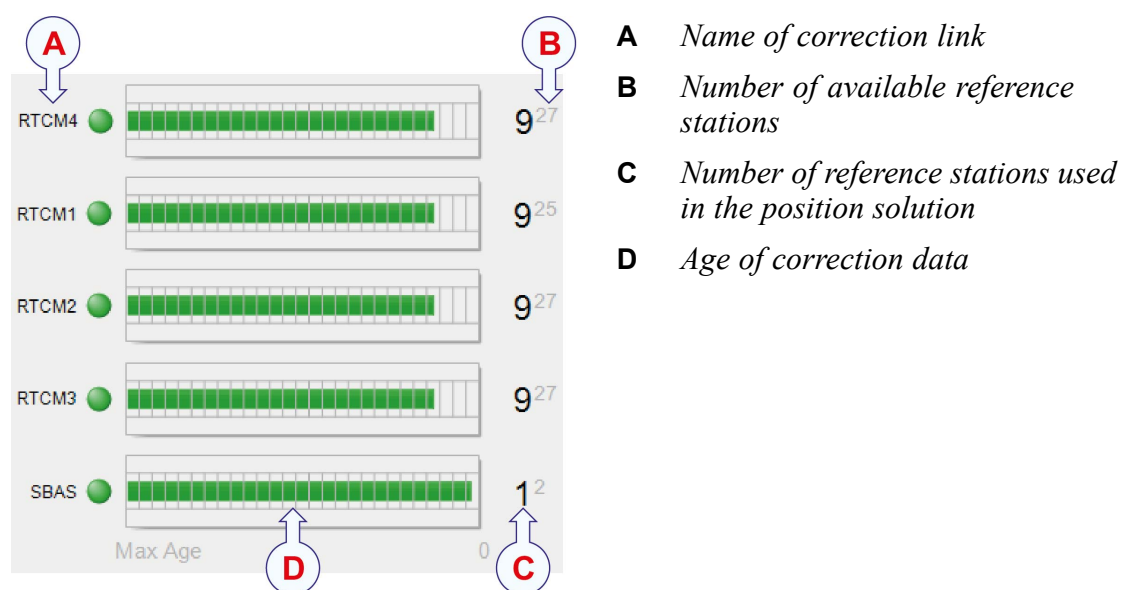 A
B
RTCM4
9 27
RTCM1
9 25
RTCM2
9 27
RTCM3
9 27
SBAS
1 2
Max Age
0
D
C
A Name of correction link
B Number of available reference
stations
C Number of reference stations used
in the position solution
D Age of correction data